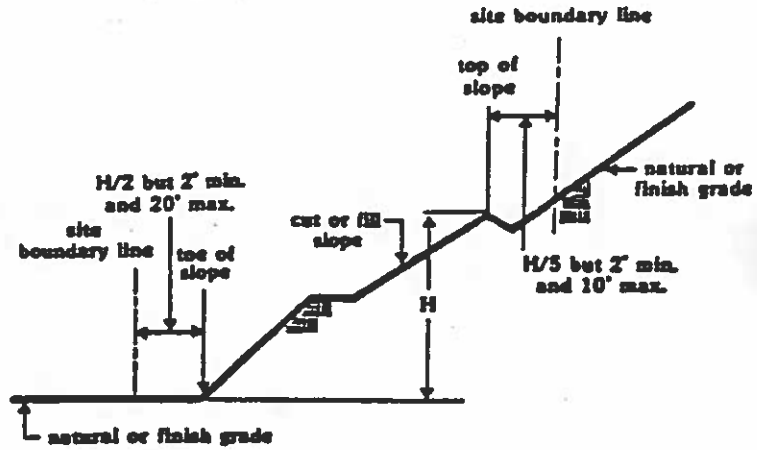 site boundary line
top of
slope
natural or
finish grade
H/2 but 2' min.
and 20' max.
cut or fill
slope
site
boundary line
toe of
slope
H/5 but 2' min.
and 10' max.
H
natural or finish grade